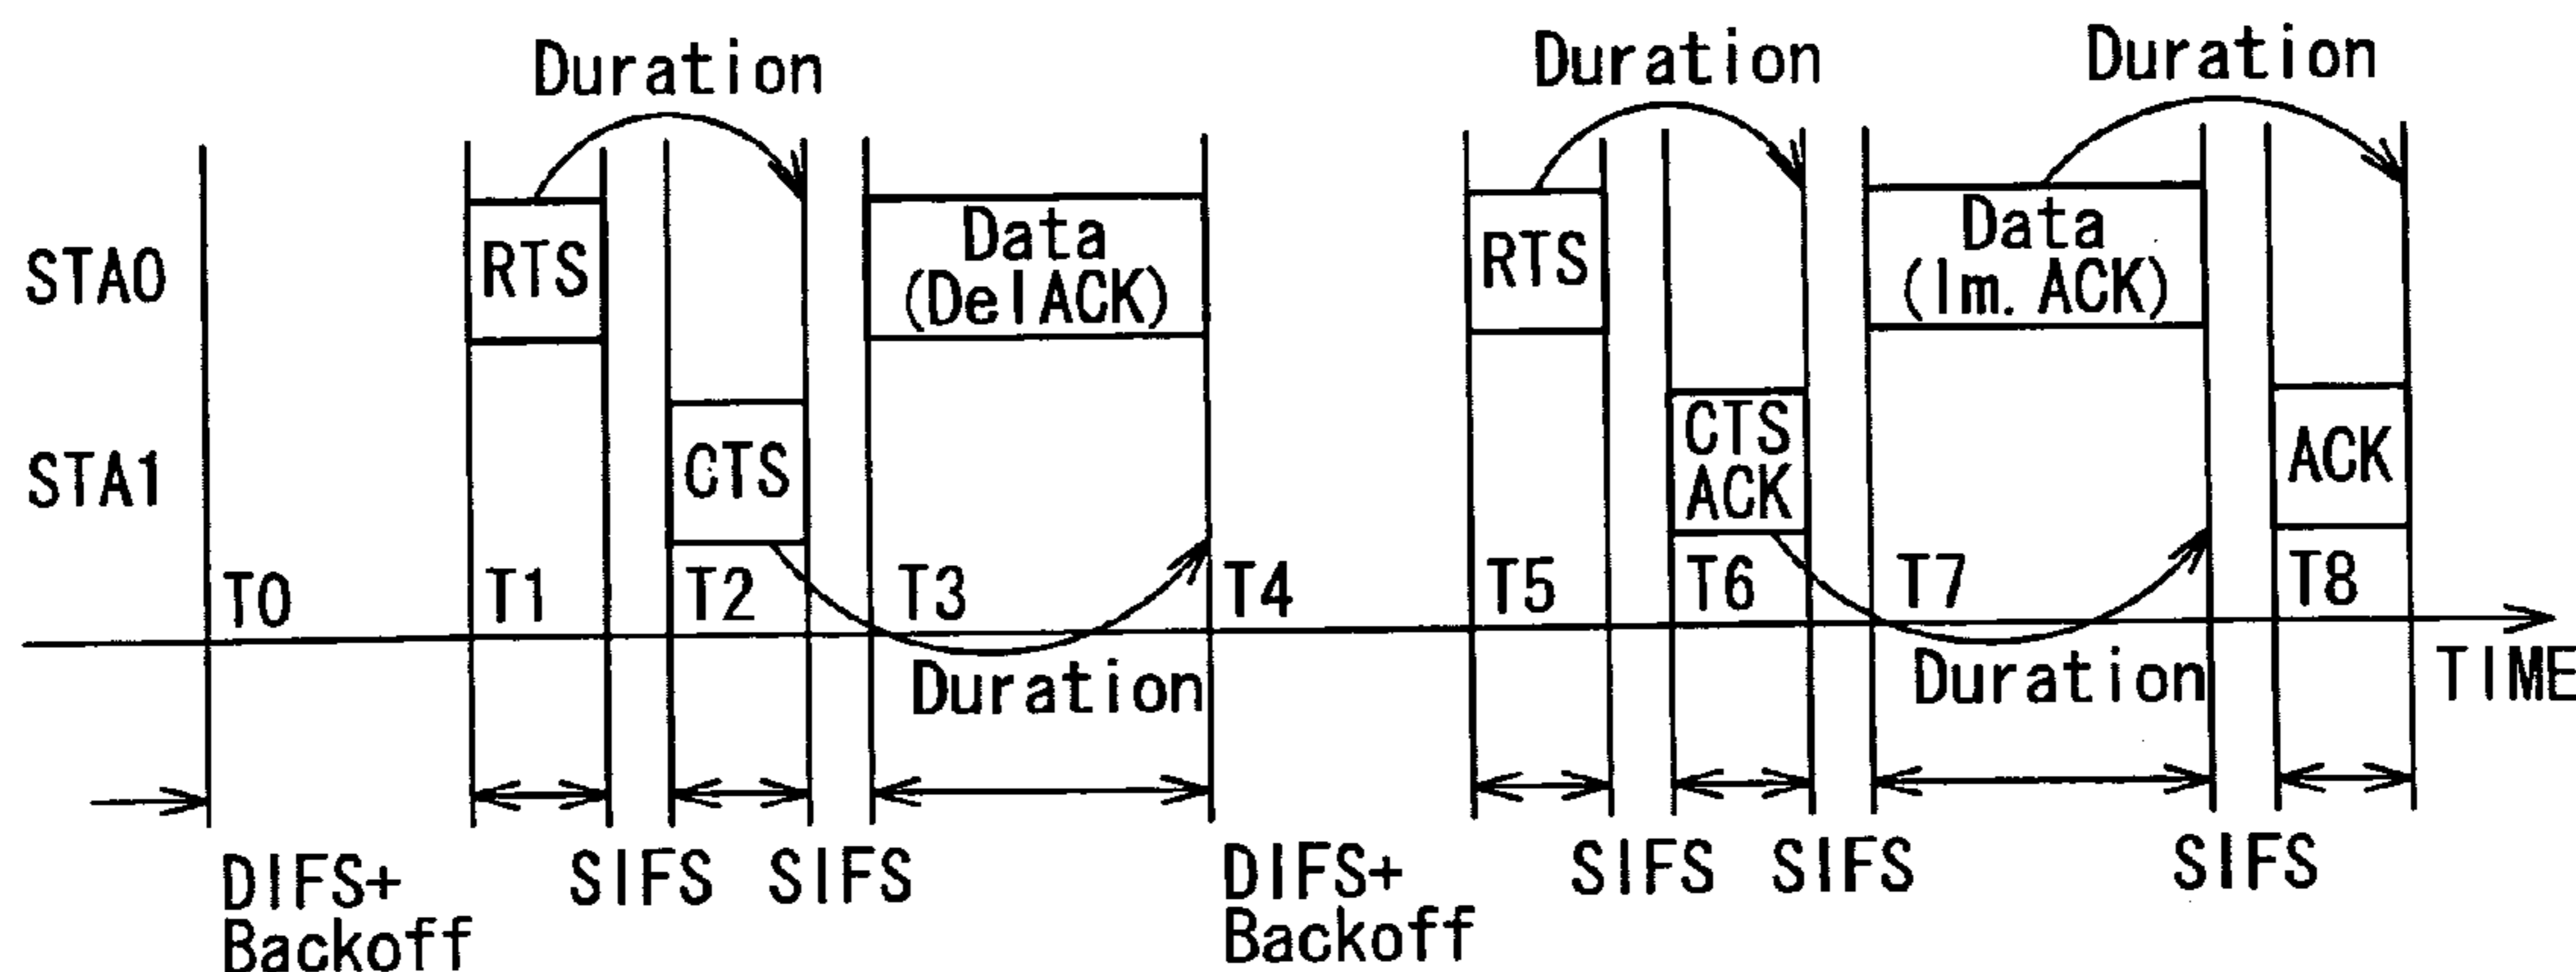 Duration Duration Duration
STA0 RTS Data (DelACK) RTS Data (Im. ACK)
STA1 CTS CTS ACK ACK
T0 T1 T2 T3 T4 T5 T6 T7 T8
Duration Duration TIME
DIFS+ Backoff SIFS SIFS DIFS+ Backoff SIFS SIFS SIFS